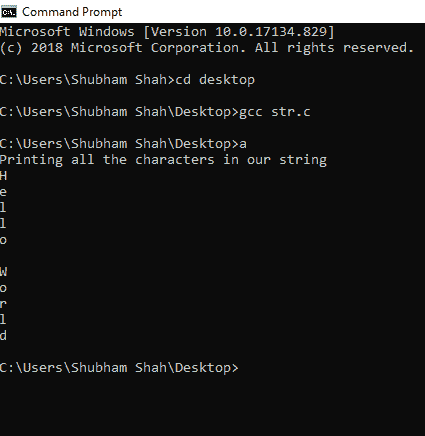 Command Prompt
Microsoft Windows [Version 10.0.17134.829]
(c) 2018 Microsoft Corporation. All rights reserved.
C:\Users\Shubham Shah>cd desktop
C:\Users\Shubham Shah\Desktop>gcc str.c
C:\Users\Shubham Shah\Desktop>a
Printing all the characters in our string
H
e
l
l
o
W
o
r
l
d
C:\Users\Shubham Shah\Desktop>